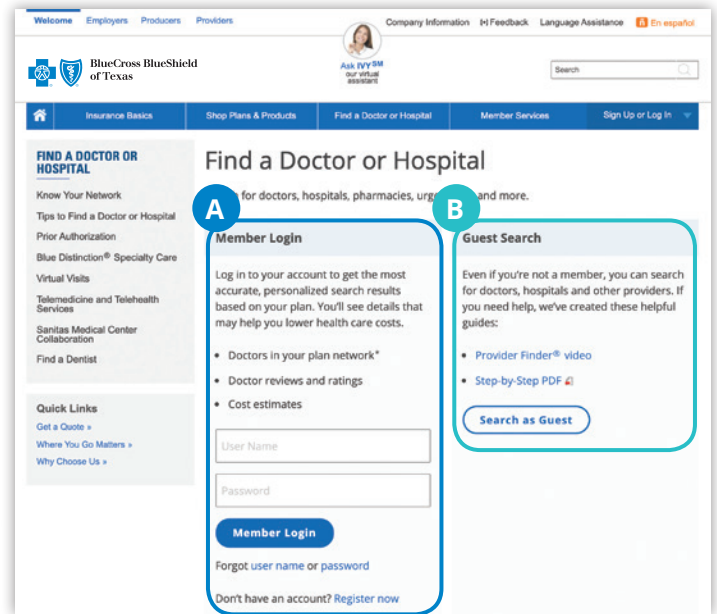 Welcome Employers Producers Providers
Company Information [+] Feedback Language Assistance En español
BlueCross BlueShield
of Texas
Ask IVY SM
our virtual
assistant
Search
Insurance Basics Shop Plans & Products Find a Doctor or Hospital Member Services Sign Up or Log In
FIND A DOCTOR OR
HOSPITAL
Know Your Network
Tips to Find a Doctor or Hospital
Prior Authorization
Blue Distinction® Specialty Care
Virtual Visits
Telemedicine and Telehealth
Services
Sanitas Medical Center
Collaboration
Find a Dentist
Quick Links
Get a Quote »
Where You Go Matters »
Why Choose Us »
Find a Doctor or Hospital
for doctors, hospitals, pharmacies, and more.
A
Member Login
Log in to your account to get the most
accurate, personalized search results
based on your plan. You'll see details that
may help you lower health care costs.
• Doctors in your plan network*
• Doctor reviews and ratings
• Cost estimates
User Name
Password
Member Login
Forgot user name or password
Don't have an account? Register now
B
Guest Search
Even if you're not a member, you can search
for doctors, hospitals and other providers. If
you need help, we've created these helpful
guides:
• Provider Finder® video
• Step-by-Step PDF
Search as Guest